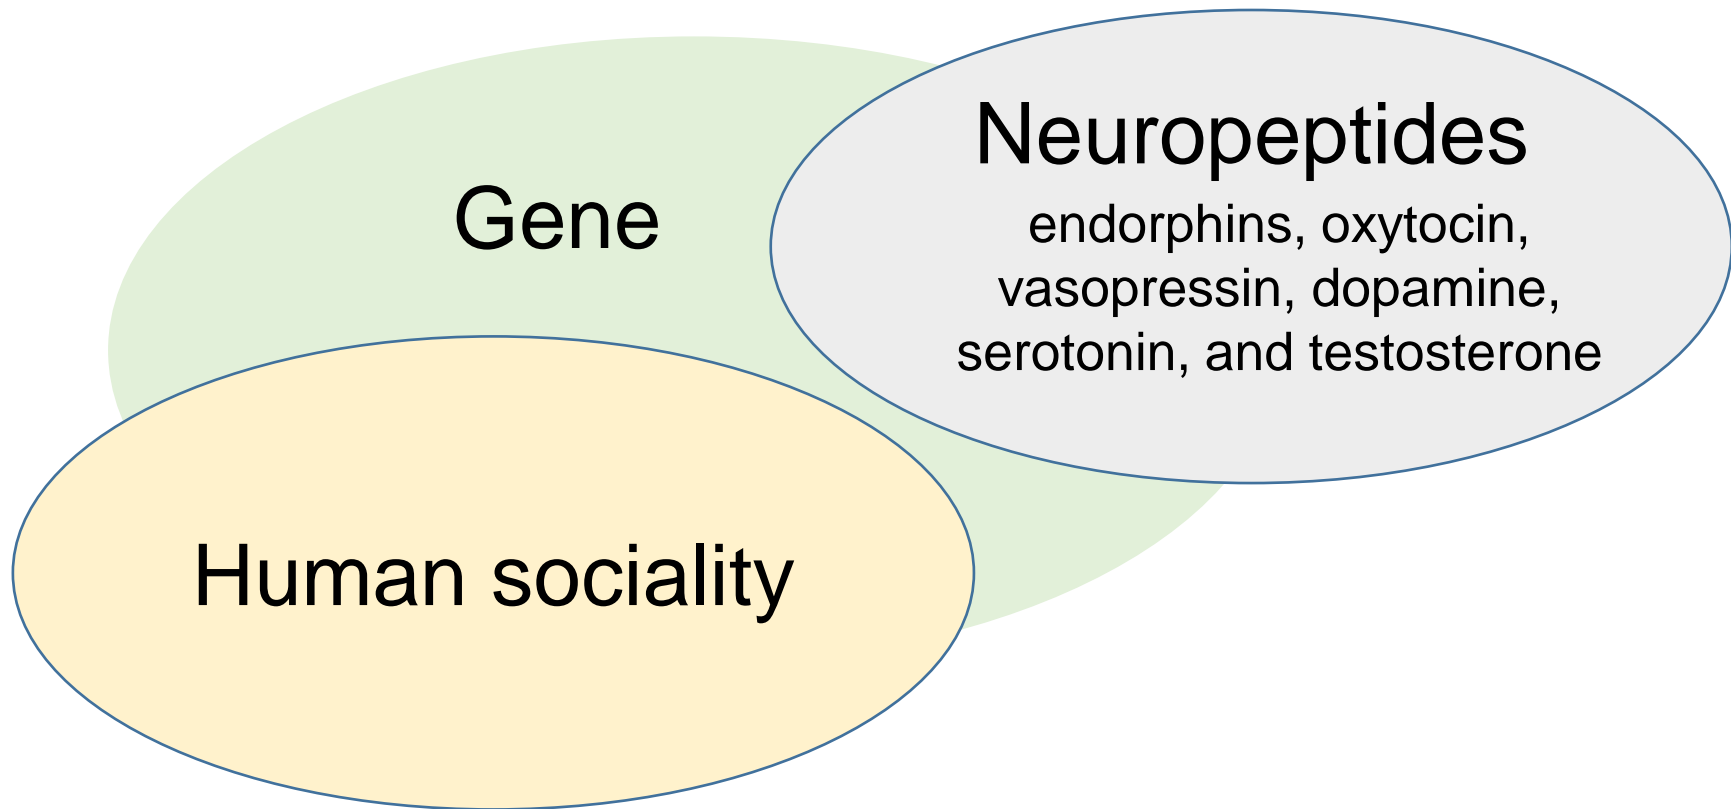 Neuropeptides
endorphins, oxytocin,
vasopressin, dopamine,
serotonin, and testosterone
Gene
Human sociality